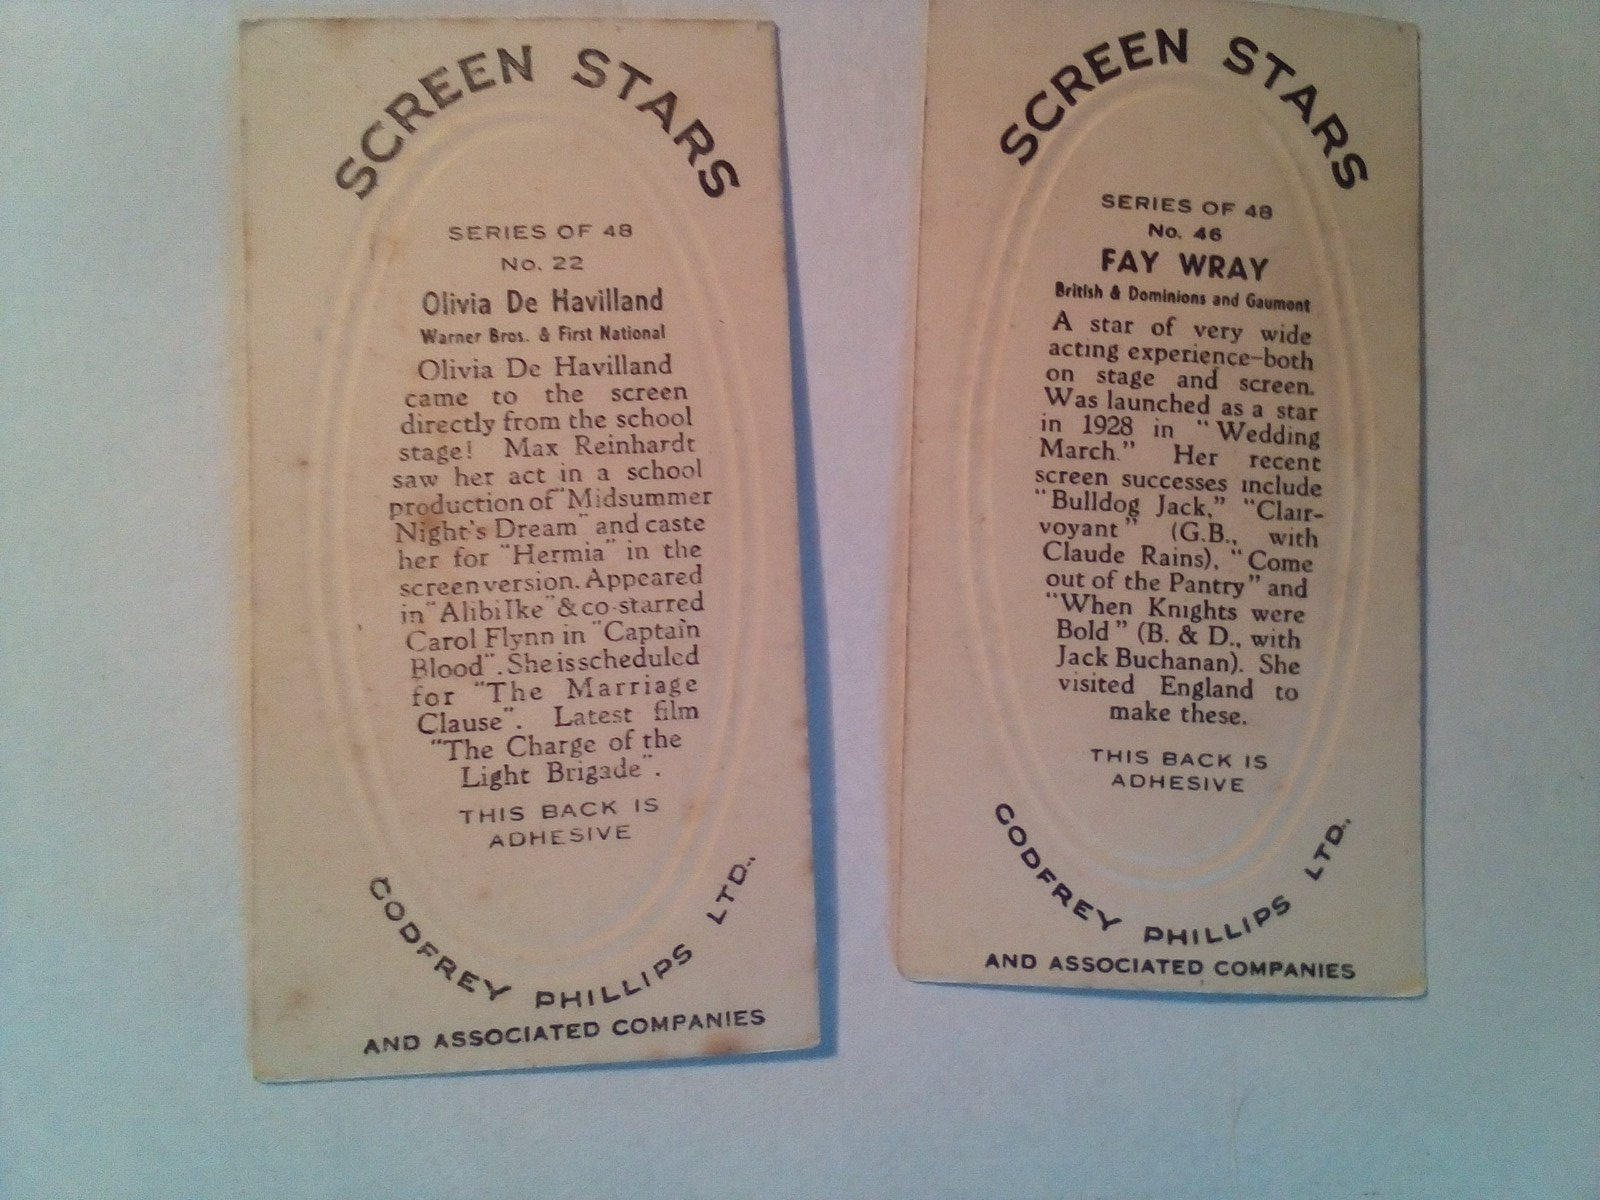 SCREEN STARS
SERIES OF 48
No. 22
Olivia De Havilland
Warner Bros. & First National
Olivia De Havilland
came to the screen
directly from the school
stage! Max Reinhardt
saw her act in a school
production of "Midsummer
Night's Dream" and caste
her for "Hermia" in the
screen version. Appeared
in "Alibi Ike" & co-starred
Carol Flynn in "Captain
Blood". She is scheduled
for "The Marriage
Clause". Latest film
"The Charge of the
Light Brigade".
THIS BACK IS
ADHESIVE
GODFREY PHILLIPS LTD.,
AND ASSOCIATED COMPANIES
SCREEN STARS
SERIES OF 48
No. 46
FAY WRAY
British & Dominions and Gaumont
A star of very wide
acting experience—both
on stage and screen.
Was launched as a star
in 1928 in "Wedding
March." Her recent
screen successes include
"Bulldog Jack," "Clair-
voyant" (G.B., with
Claude Rains), "Come
out of the Pantry" and
"When Knights were
Bold" (B. & D., with
Jack Buchanan). She
visited England to
make these.
THIS BACK IS
ADHESIVE
GODFREY PHILLIPS LTD.,
AND ASSOCIATED COMPANIES